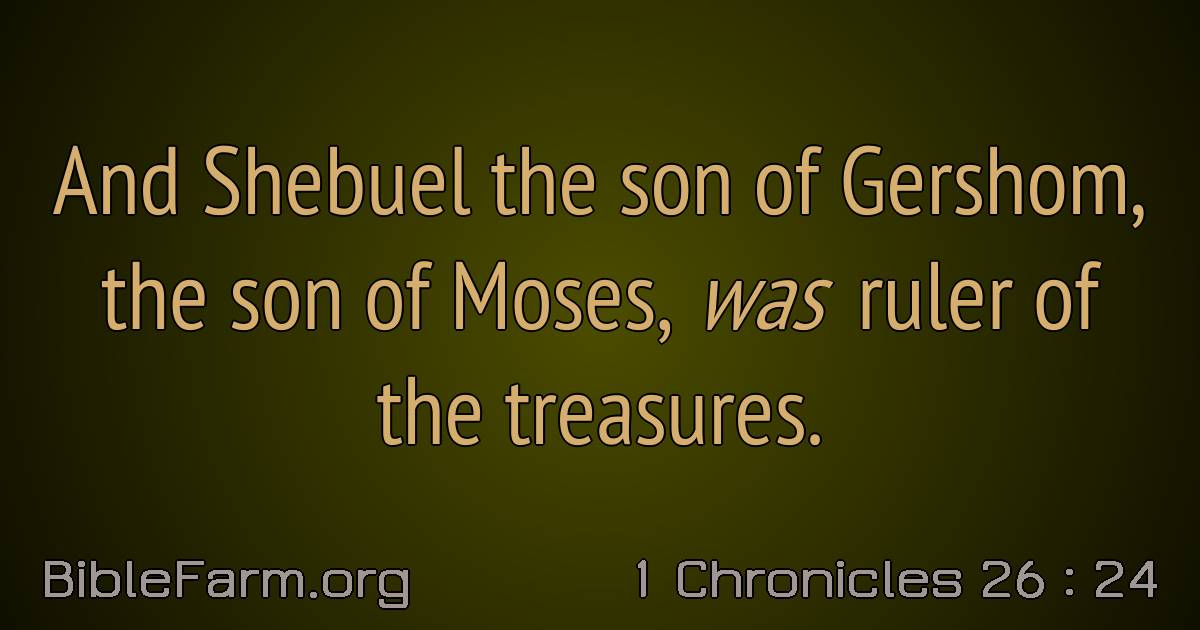 And Shebuel the son of Gershom,
the son of Moses, was ruler of
the treasures.
BibleFarm.org
1 Chronicles 26 : 24